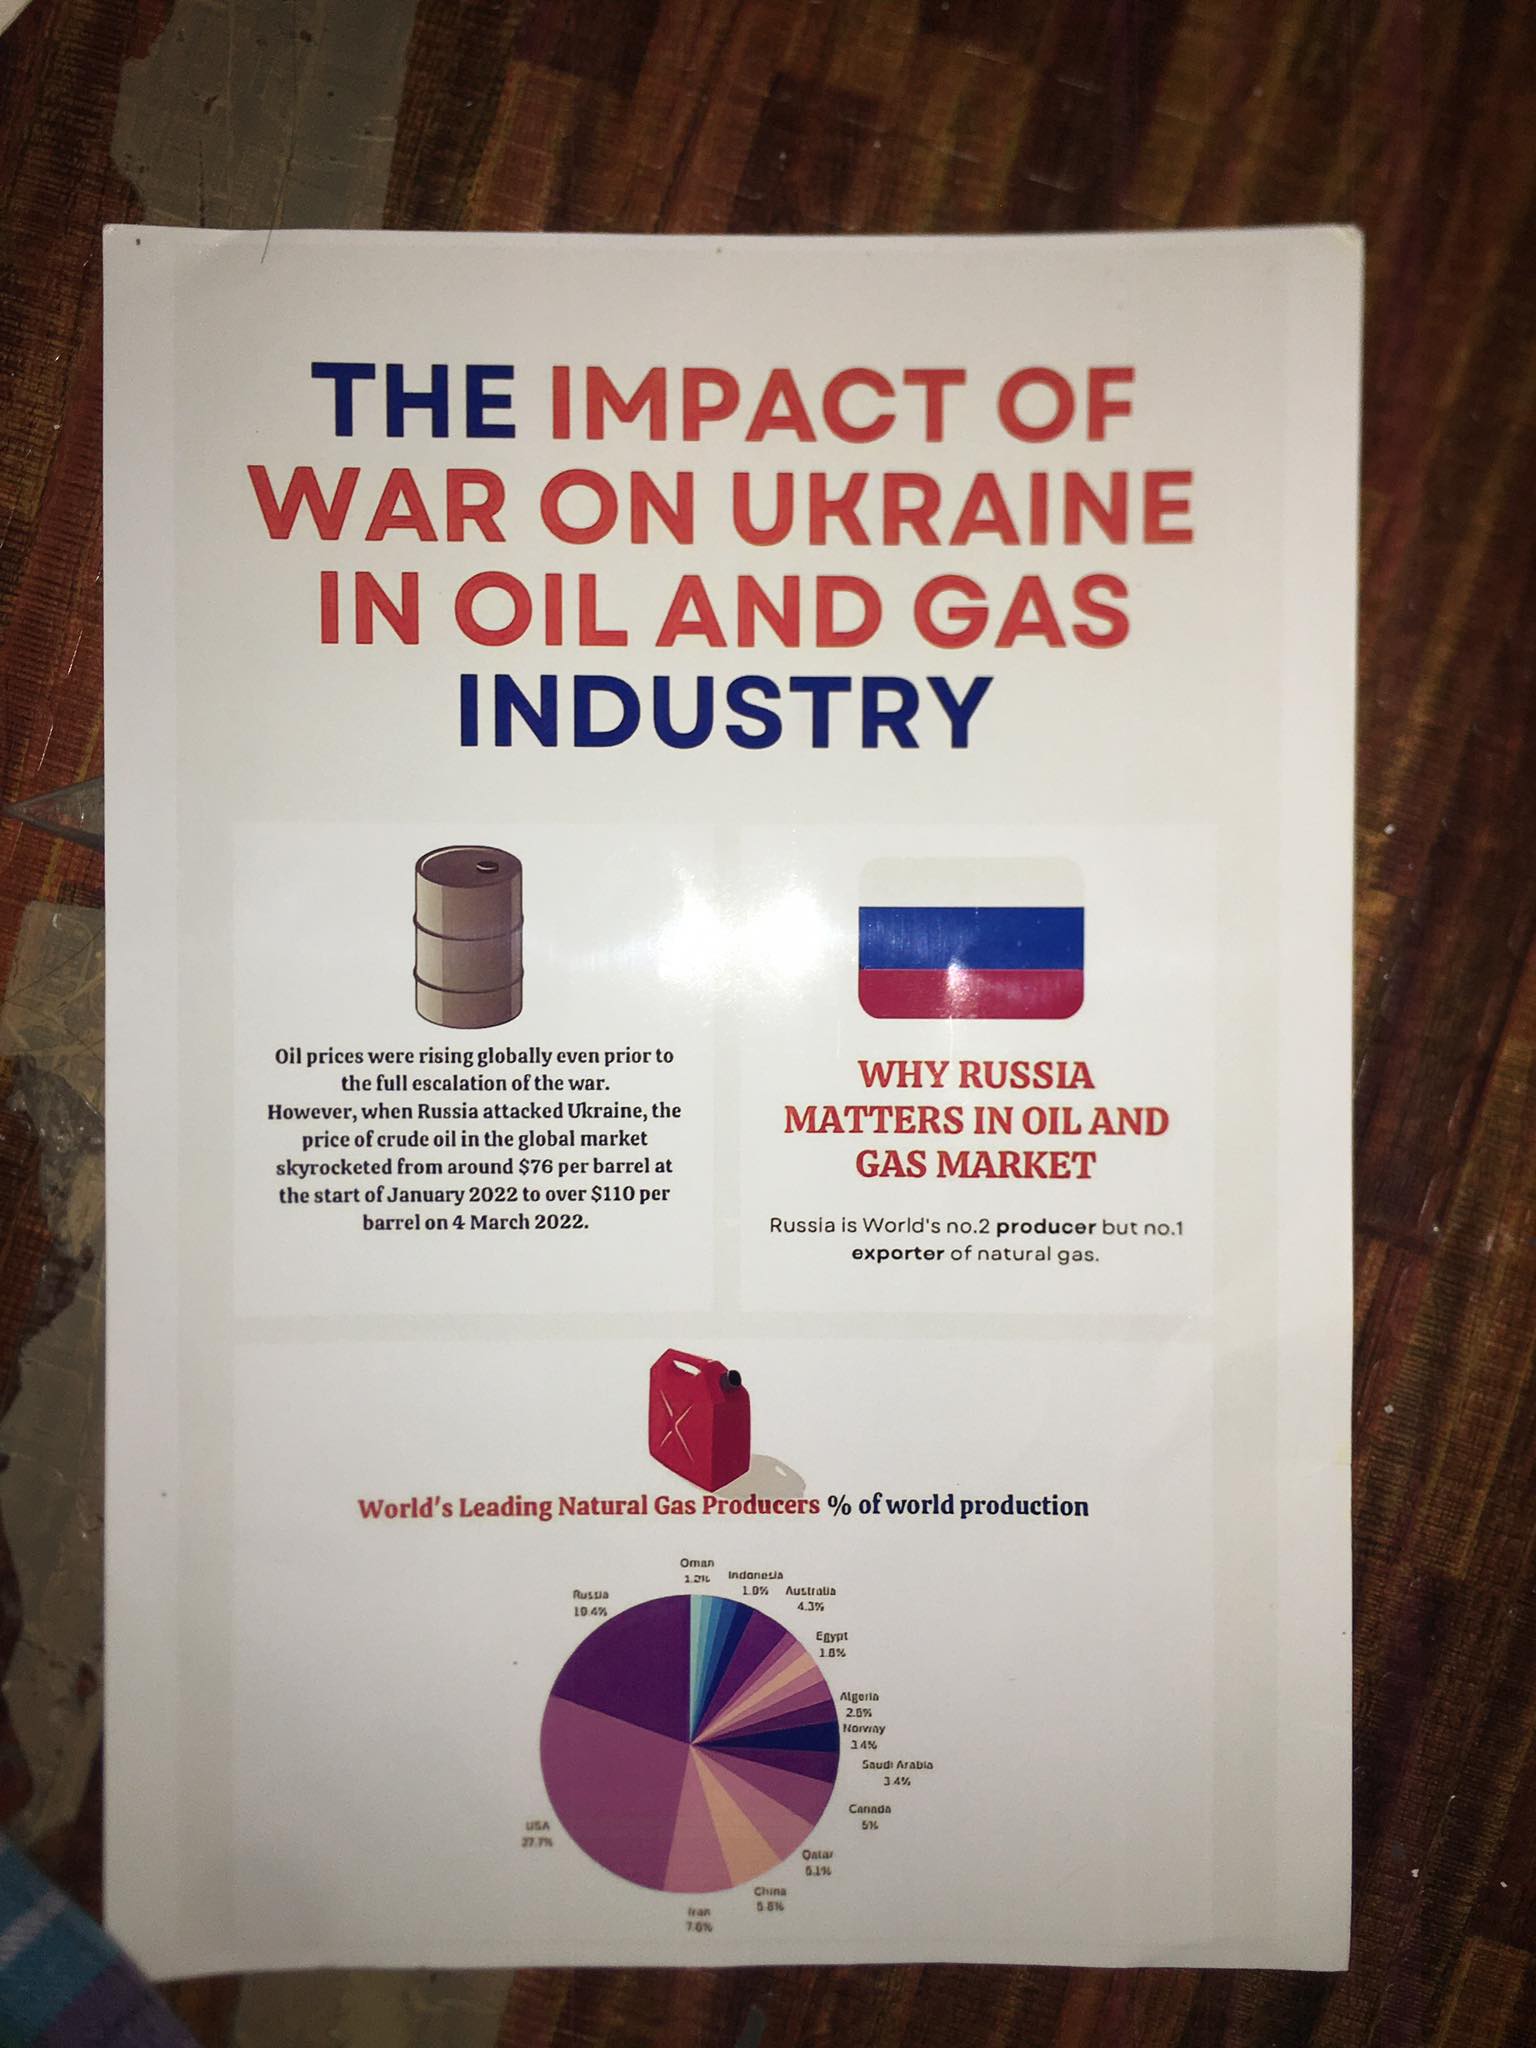 THE IMPACT OF
WAR ON UKRAINE
IN OIL AND GAS
INDUSTRY
Oil prices were rising globally even prior to
the full escalation of the war.
However, when Russia attacked Ukraine, the
price of crude oil in the global market
skyrocketed from around $76 per barrel at
the start of January 2022 to over $110 per
barrel on 4 March 2022.
WHY RUSSIA
MATTERS IN OIL AND
GAS MARKET
Russia is World's no.2 producer but no.1
exporter of natural gas.
World's Leading Natural Gas Producers % of world production
Oman
Indonesia
Australia
4.3%
Egypt
Algeria
Norway
3.4%
Saudi Arabia
3.4%
Canada
5%
Qatar
China
Iran
USA
27.7%
Russia